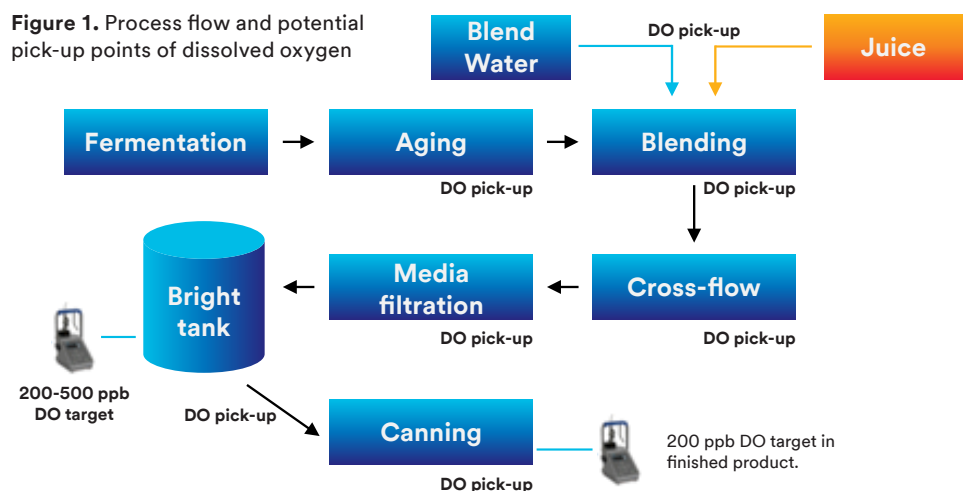 Figure 1. Process flow and potential
pick-up points of dissolved oxygen
Blend
Water
DO pick-up
Juice
Fermentation
Aging
Blending
DO pick-up
DO pick-up
Bright
tank
Media
filtration
Cross-flow
DO pick-up
DO pick-up
200-500 ppb
DO target
DO pick-up
Canning
200 ppb DO target in
finished product.
DO pick-up